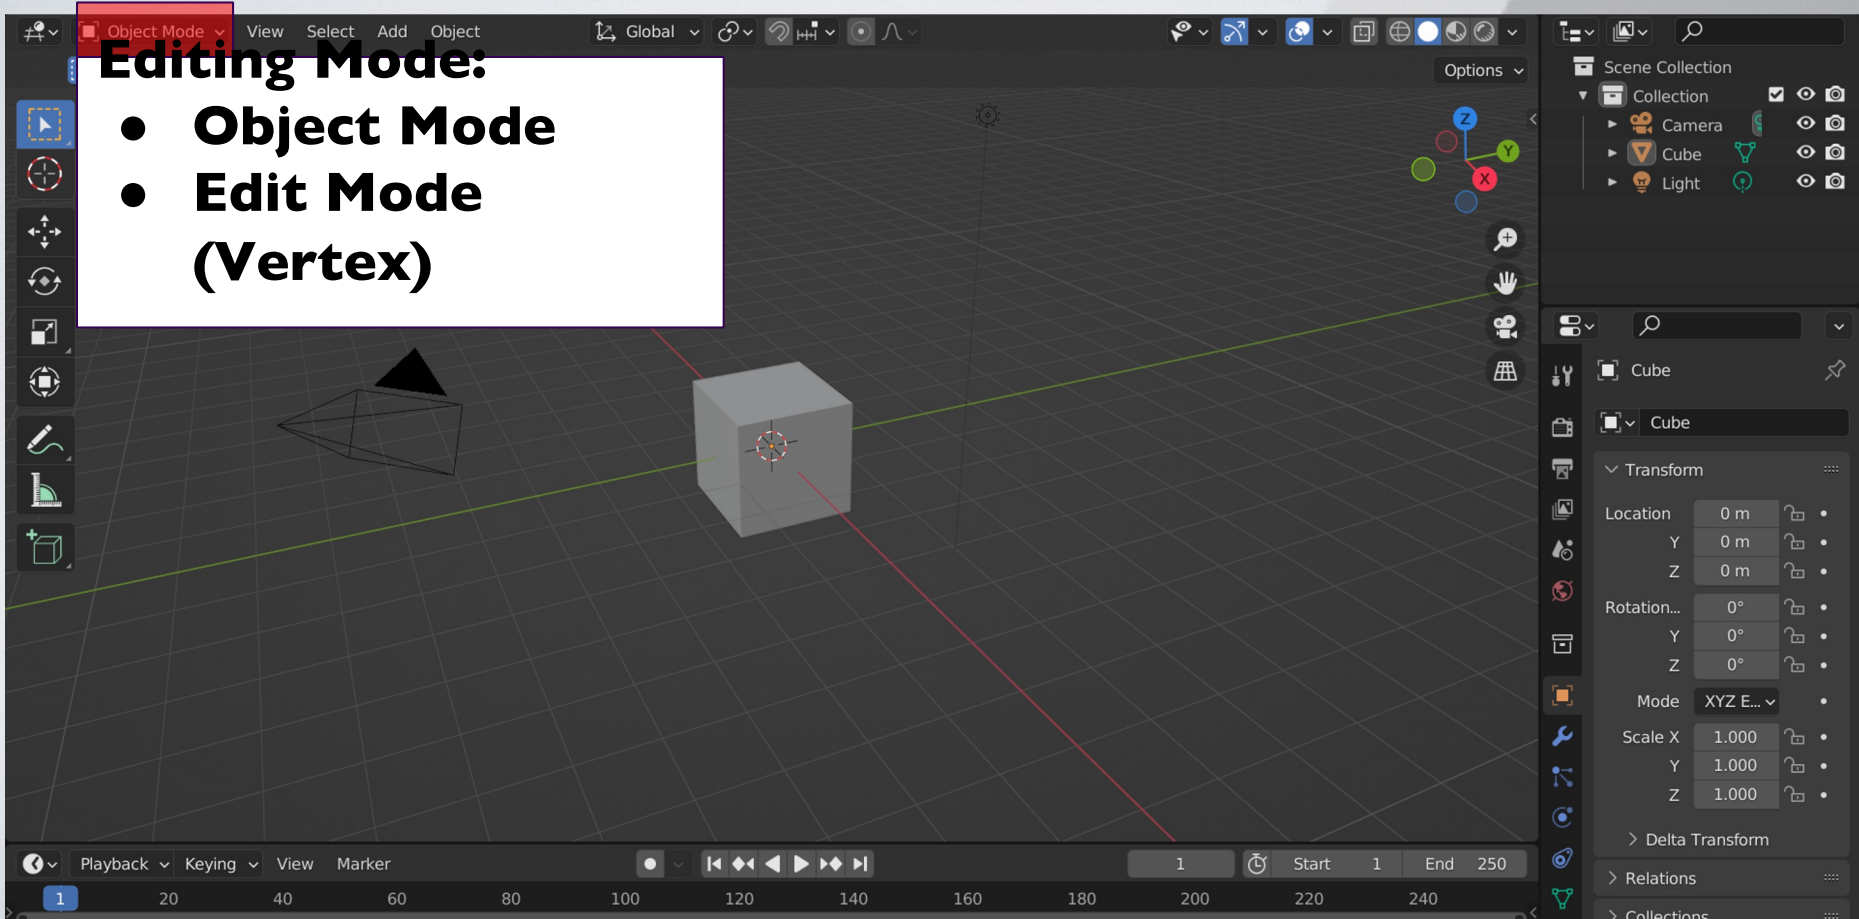 Object Mode View Select Add Object Global
Editing Mode:
● Object Mode
● Edit Mode
(Vertex)
Options
Z
Y
X
Scene Collection
Collection
Camera
Cube
Light
Cube
Cube
Transform
Location 0 m
Y 0 m
Z 0 m
Rotation... 0°
Y 0°
Z 0°
Mode XYZ E...
Scale X 1.000
Y 1.000
Z 1.000
Delta Transform
Relations
Collections
Playback Keying View Marker 1 Start 1 End 250
1 20 40 60 80 100 120 140 160 180 200 220 240